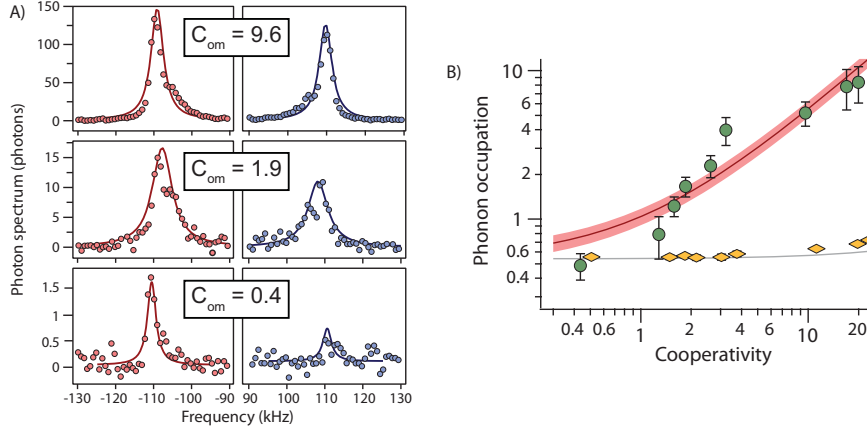 A)
Photon spectrum (photons)
150
100
50
0
C_om = 9.6
15
10
5
0
C_om = 1.9
1.5
1
0.5
0
C_om = 0.4
-130 -120 -110 -100 -90
90 100 110 120 130
Frequency (kHz)
B)
Phonon occupation
10
6
4
2
1
0.6
0.4
0.4 0.6 1 2 4 10 20
Cooperativity